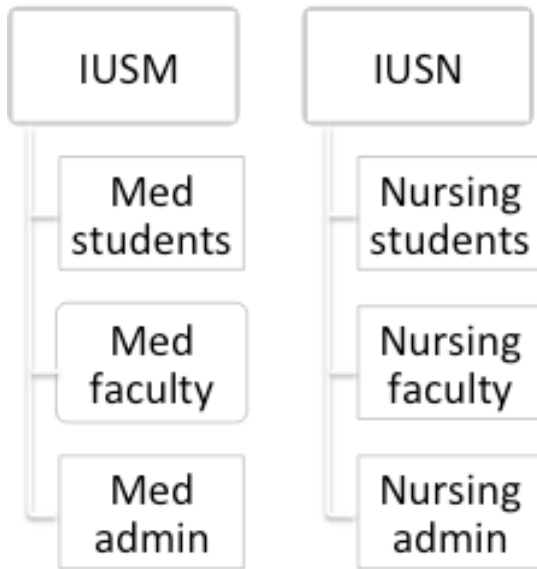 IUSM
Med
students
Med
faculty
Med
admin
IUSN
Nursing
students
Nursing
faculty
Nursing
admin